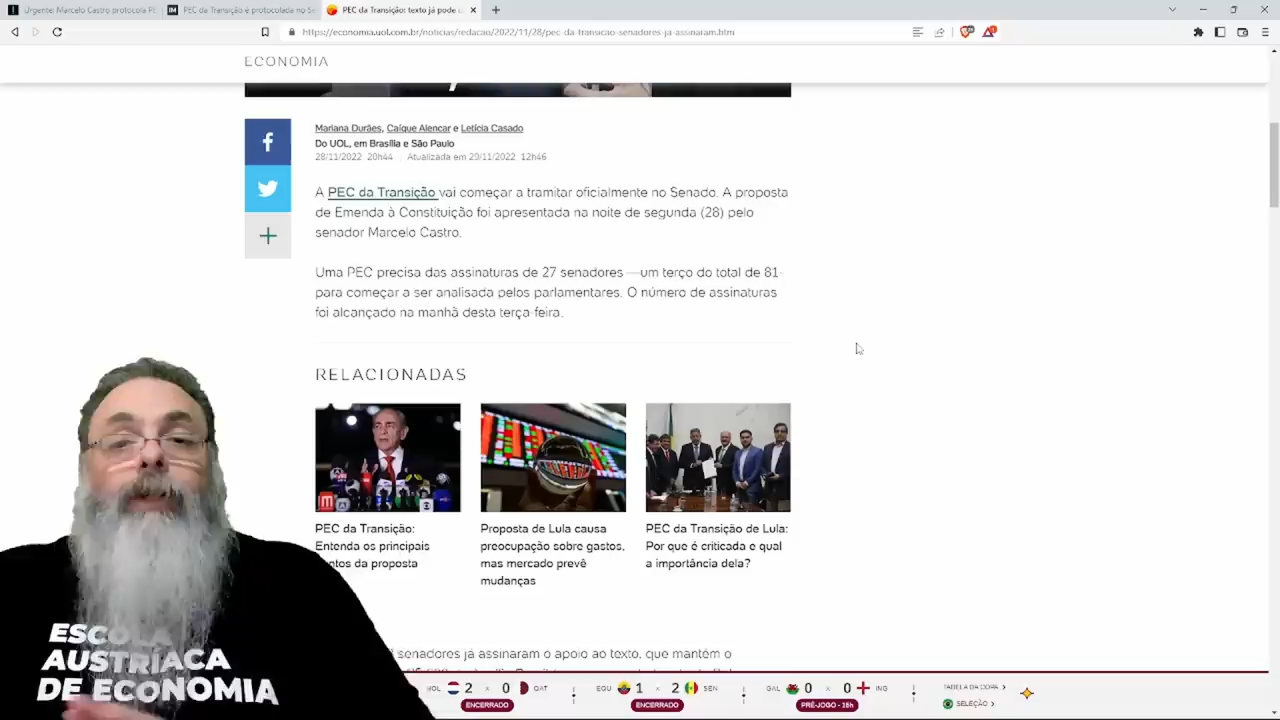 Urgente: Marcelo Castro protocola PE
PEC da Transição é protocolada no Se
PEC da Transição: texto já pode c
https://economia.uol.com.br/noticias/redacao/2022/11/28/pec-da-transicao-senadores-ja-assinaram.htm
ECONOMIA
Mariana Durães, Caíque Alencar e Letícia Casado
Do UOL, em Brasília e São Paulo
28/11/2022 20h44 Atualizada em 29/11/2022 12h46
A PEC da Transição vai começar a tramitar oficialmente no Senado. A proposta
de Emenda à Constituição foi apresentada na noite de segunda (28) pelo
senador Marcelo Castro.
Uma PEC precisa das assinaturas de 27 senadores —um terço do total de 81-
para começar a ser analisada pelos parlamentares. O número de assinaturas
foi alcançado na manhã desta terça-feira.
RELACIONADAS
PEC da Transição:
Entenda os principais
ntos da proposta
Proposta de Lula causa
preocupação sobre gastos,
mas mercado prevê
mudanças
PEC da Transição de Lula:
Por que é criticada e qual
a importância dela?
senadores já assinaram o apoio ao texto, que mantém o
ESCOLA
AUSTRÍACA
DE ECONOMIA
HOL 2 x 0 QAT
ENCERRADO
EQU 1 x 2 SEN
ENCERRADO
GAL 0 x 0 ING
PRÉ-JOGO - 16h
TABELA DA COPA
SELEÇÃO